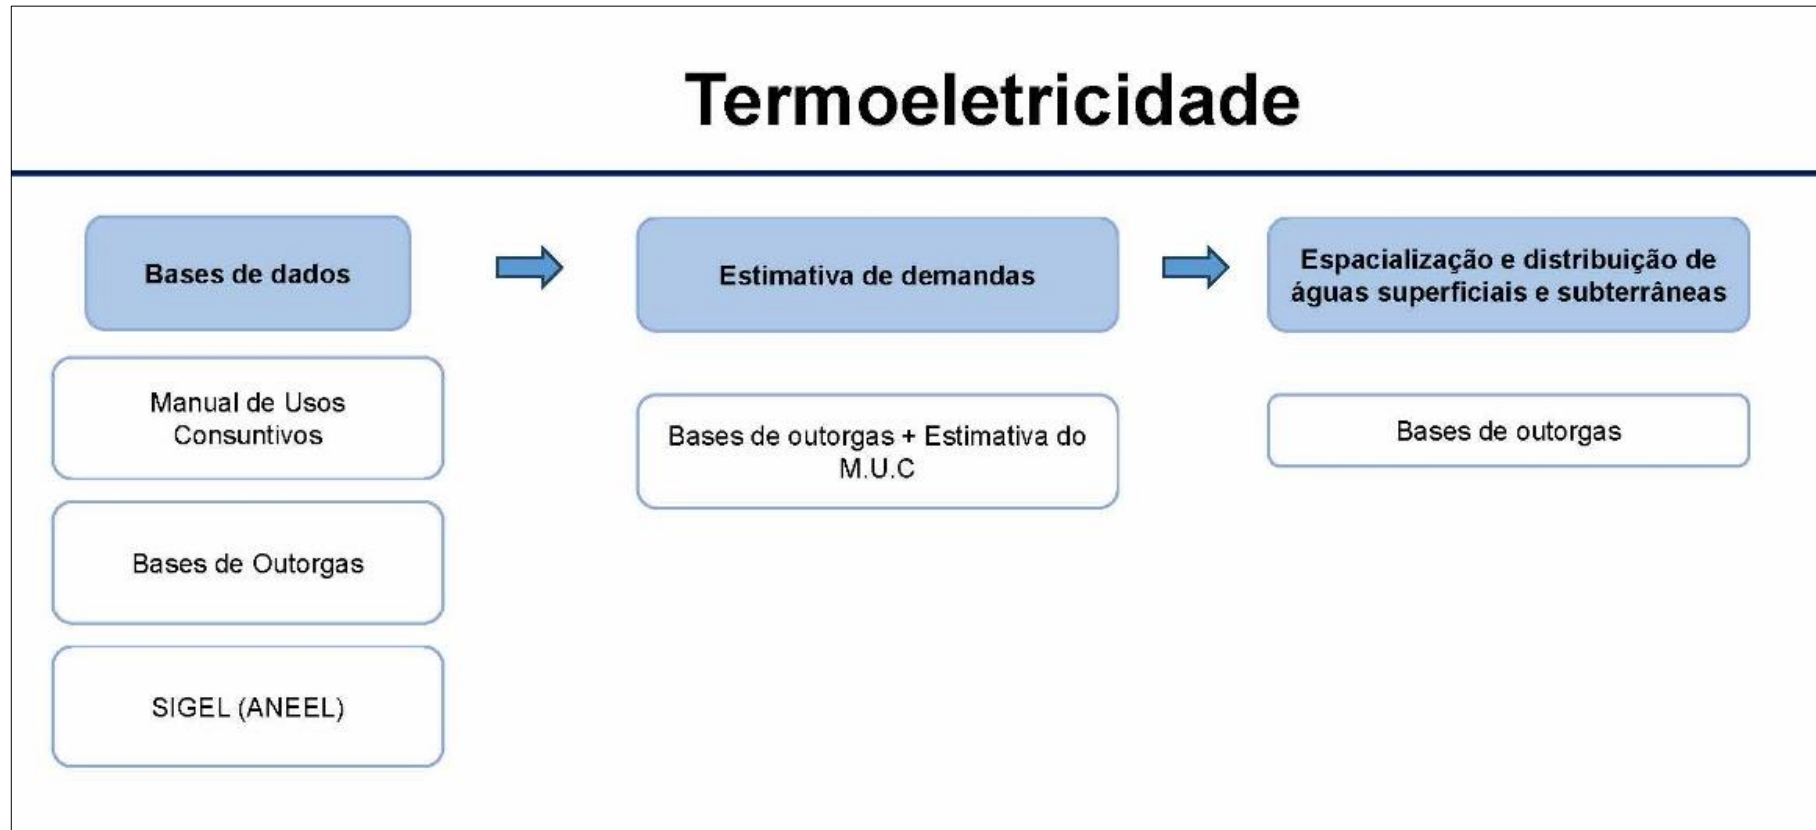 Termoeletricidade
Bases de dados
Manual de Usos
Consuntivos
Bases de Outorgas
SIGEL (ANEEL)
Estimativa de demandas
Bases de outorgas + Estimativa do
M.U.C
Espacialização e distribuição de
águas superficiais e subterrâneas
Bases de outorgas